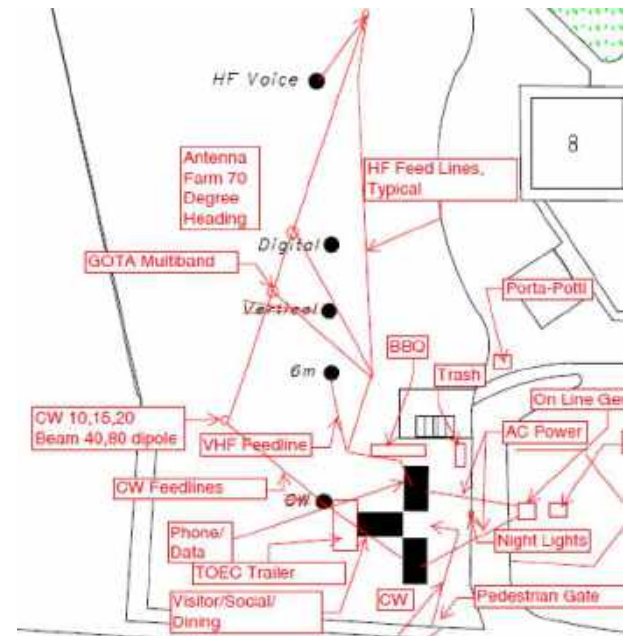 HF Voice
8
Antenna
Farm 70
Degree
Heading
HF Feed Lines,
Typical
Digital
GOTA Multiband
Porta-Potti
Vertical
BBQ
6m
Trash
On Line Ge
CW 10,15,20
Beam 40,80 dipole
VHF Feedline
AC Power
CW Feedlines
CW
Phone/
Data
Night Lights
TOEC Trailer
Visitor/Social/
Dining
CW
Pedestrian Gate